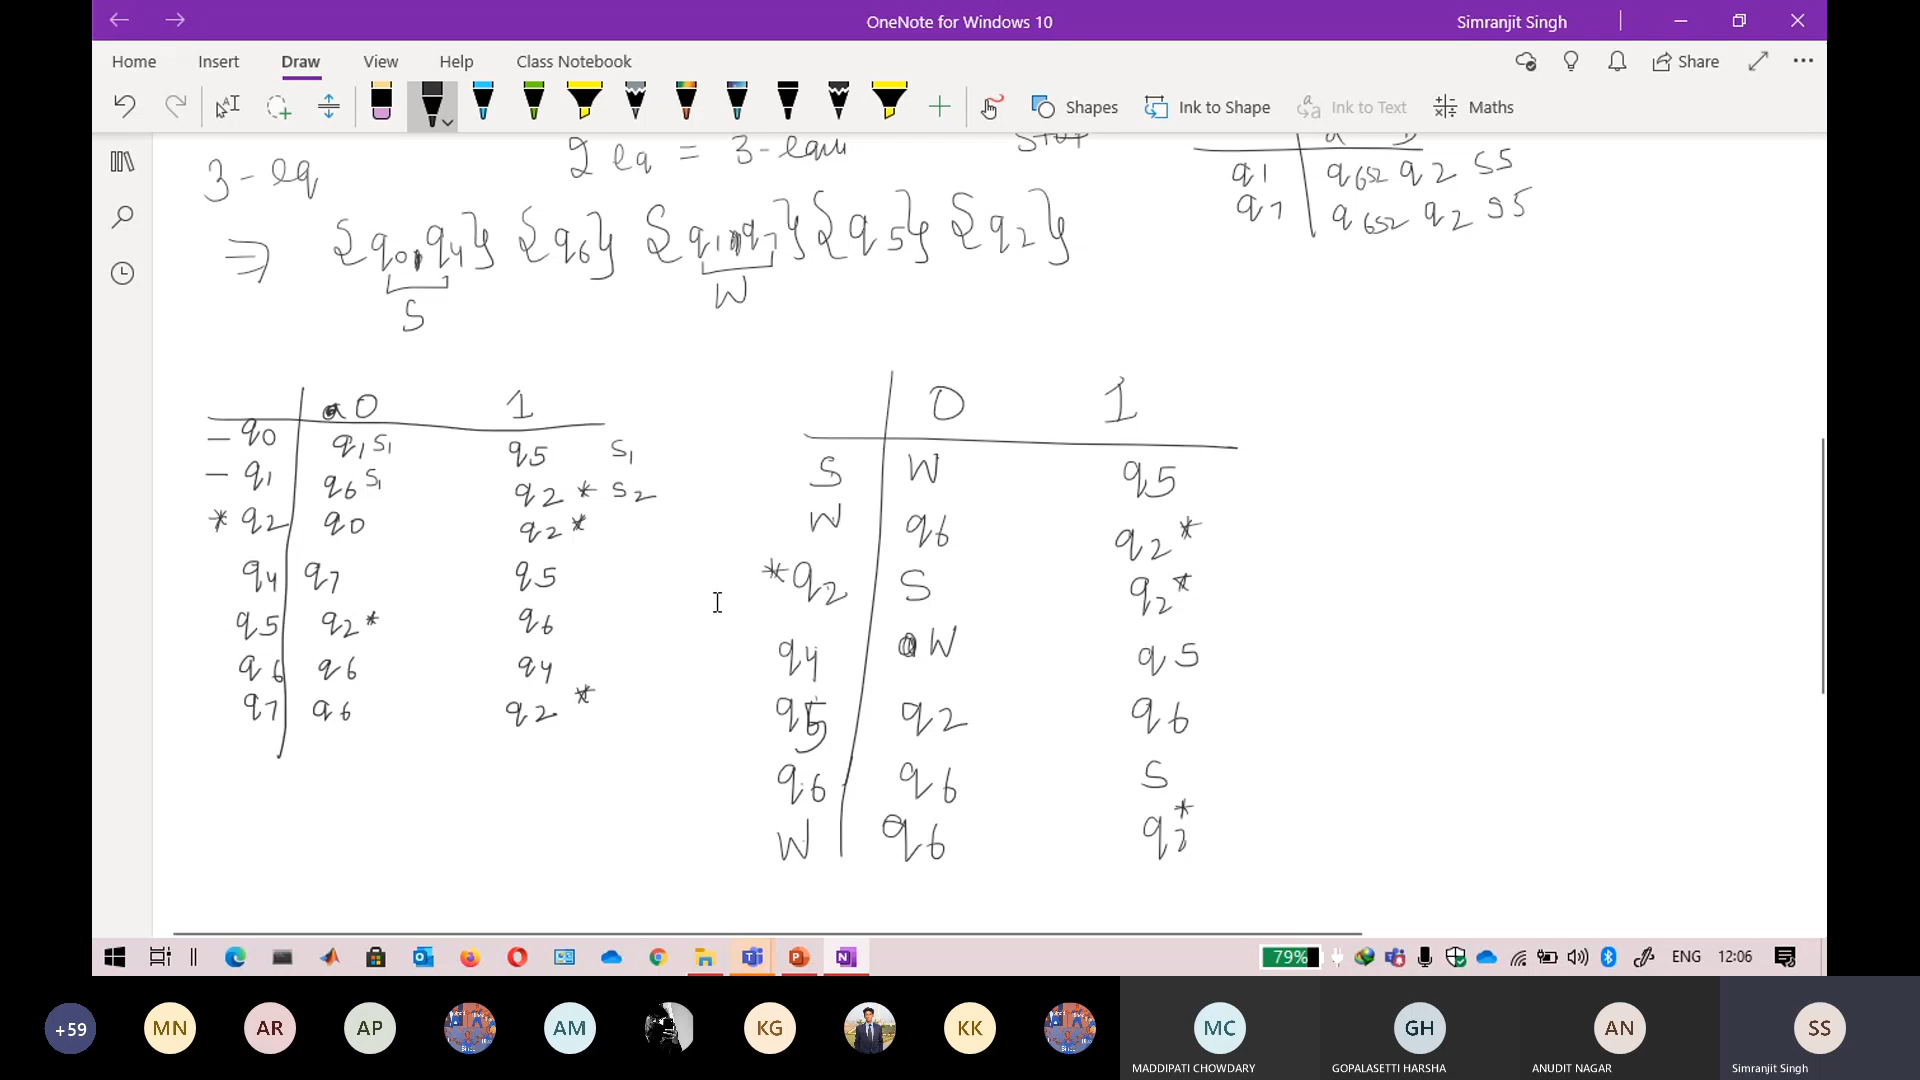 OneNote for Windows 10
Simranjit Singh
Home Insert Draw View Help Class Notebook
Share
Shapes Ink to Shape Ink to Text Maths
3-eq
2 eq = 3-equ
q1 | q6S2 q2 S5
q7 | q6S2 q2 S5
⇒ {q0, q4} {q6} {q1, q7} {q5} {q2}
S W
0 1
- q0 | q1 S1 q5 S1
- q1 | q6 S1 q2 * S2
* q2 | q0 q2 *
q4 | q7 q5
q5 | q2 * q6
q6 | q6 q4
q7 | q6 q2 *
0 1
S | W q5
W | q6 q2 *
* q2 | S q2 *
q4 | W q5
q5 | q2 q6
q6 | q6 S
W | q6 q2 *
79%
ENG 12:06
+59 MN AR AP AM KG KK MC GH AN SS
MADDIPATI CHOWDARY GOPALASETTI HARSHA ANUDIT NAGAR Simranjit Singh